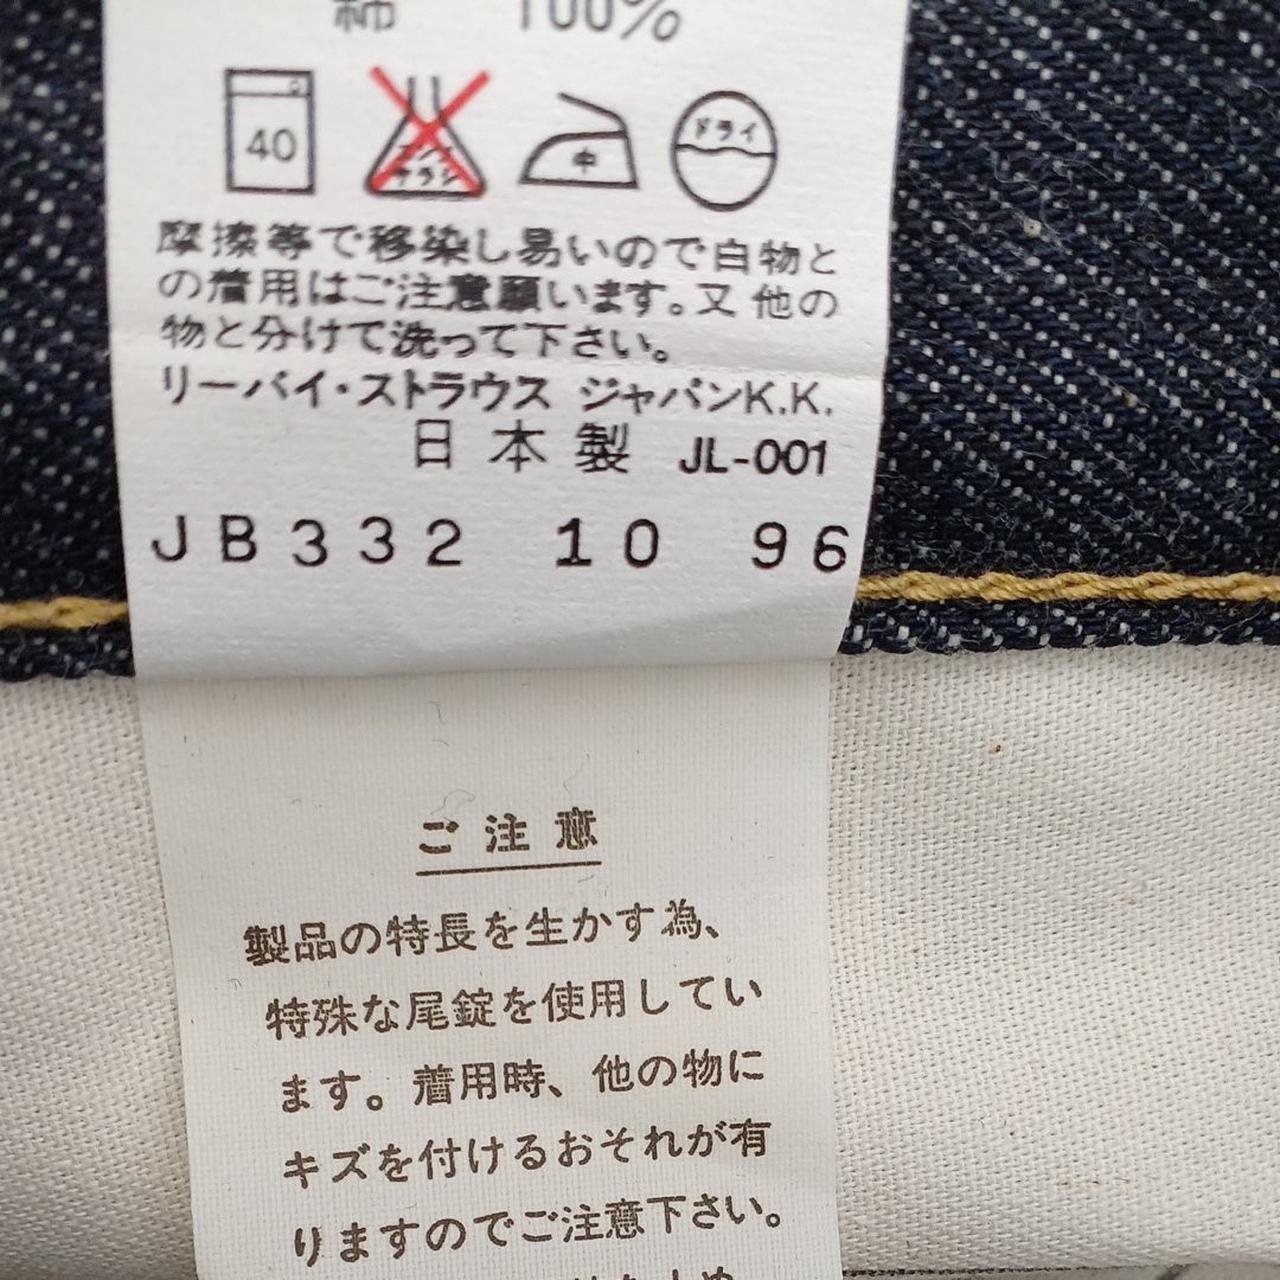 綿 100%
40
エンソ
サラシ
中
ドライ
摩擦等で移染し易いので白物と
の着用はご注意願います。又他の
物と分けて洗って下さい。
リーバイ・ストラウス ジャパンK.K.
日本製 JL-001
JB332 10 96
ご注意
製品の特長を生かす為、
特殊な尾錠を使用してい
ます。着用時、他の物に
キズを付けるおそれが有
りますのでご注意下さい。